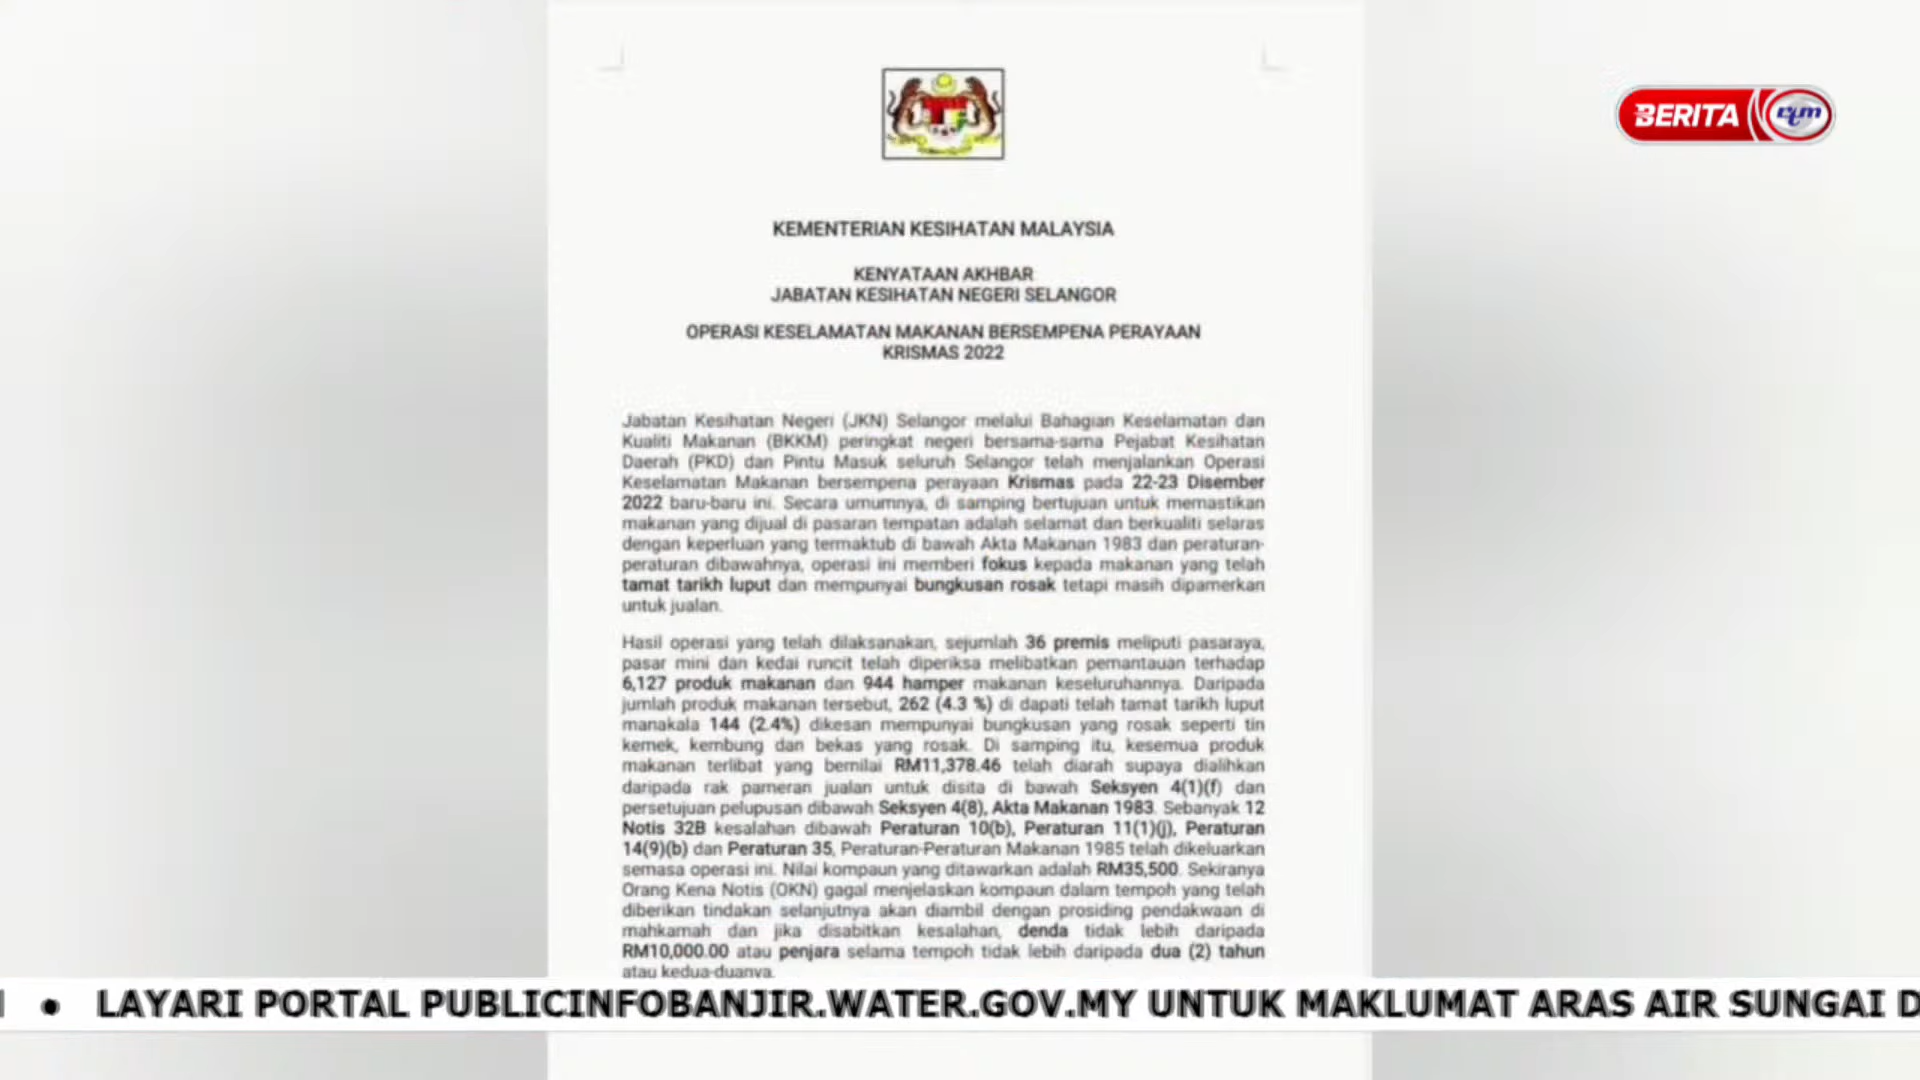 BERITA rtm
KEMENTERIAN KESIHATAN MALAYSIA
KENYATAAN AKHBAR
JABATAN KESIHATAN NEGERI SELANGOR
OPERASI KESELAMATAN MAKANAN BERSEMPENA PERAYAAN
KRISMAS 2022
Jabatan Kesihatan Negeri (JKN) Selangor melalui Bahagian Keselamatan dan
Kualiti Makanan (BKKM) peringkat negeri bersama-sama Pejabat Kesihatan
Daerah (PKD) dan Pintu Masuk seluruh Selangor telah menjalankan Operasi
Keselamatan Makanan bersempena perayaan Krismas pada 22-23 Disember
2022 baru-baru ini. Secara umumnya, di samping bertujuan untuk memastikan
makanan yang dijual di pasaran tempatan adalah selamat dan berkualiti selaras
dengan keperluan yang termaktub di bawah Akta Makanan 1983 dan peraturan-
peraturan dibawahnya, operasi ini memberi fokus kepada makanan yang telah
tamat tarikh luput dan mempunyai bungkusan rosak tetapi masih dipamerkan
untuk jualan.
Hasil operasi yang telah dilaksanakan, sejumlah 36 premis meliputi pasaraya,
pasar mini dan kedai runcit telah diperiksa melibatkan pemantauan terhadap
6,127 produk makanan dan 944 hamper makanan keseluruhannya. Daripada
jumlah produk makanan tersebut, 262 (4.3 %) di dapati telah tamat tarikh luput
manakala 144 (2.4%) dikesan mempunyai bungkusan yang rosak seperti tin
kemek, kembung dan bekas yang rosak. Di samping itu, kesemua produk
makanan terlibat yang bernilai RM11,378.46 telah diarah supaya dialihkan
daripada rak pameran jualan untuk disita di bawah Seksyen 4(1)(f) dan
persetujuan pelupusan dibawah Seksyen 4(8), Akta Makanan 1983. Sebanyak 12
Notis 32B kesalahan dibawah Peraturan 10(b), Peraturan 11(1)(j), Peraturan
14(9)(b) dan Peraturan 35, Peraturan-Peraturan Makanan 1985 telah dikeluarkan
semasa operasi ini. Nilai kompaun yang ditawarkan adalah RM35,500. Sekiranya
Orang Kena Notis (OKN) gagal menjelaskan kompaun dalam tempoh yang telah
diberikan tindakan selanjutnya akan diambil dengan prosiding pendakwaan di
mahkamah dan jika disabitkan kesalahan, denda tidak lebih daripada
RM10,000.00 atau penjara selama tempoh tidak lebih daripada dua (2) tahun
atau kedua-duanya.
• LAYARI PORTAL PUBLICINFOBANJIR.WATER.GOV.MY UNTUK MAKLUMAT ARAS AIR SUNGAI D